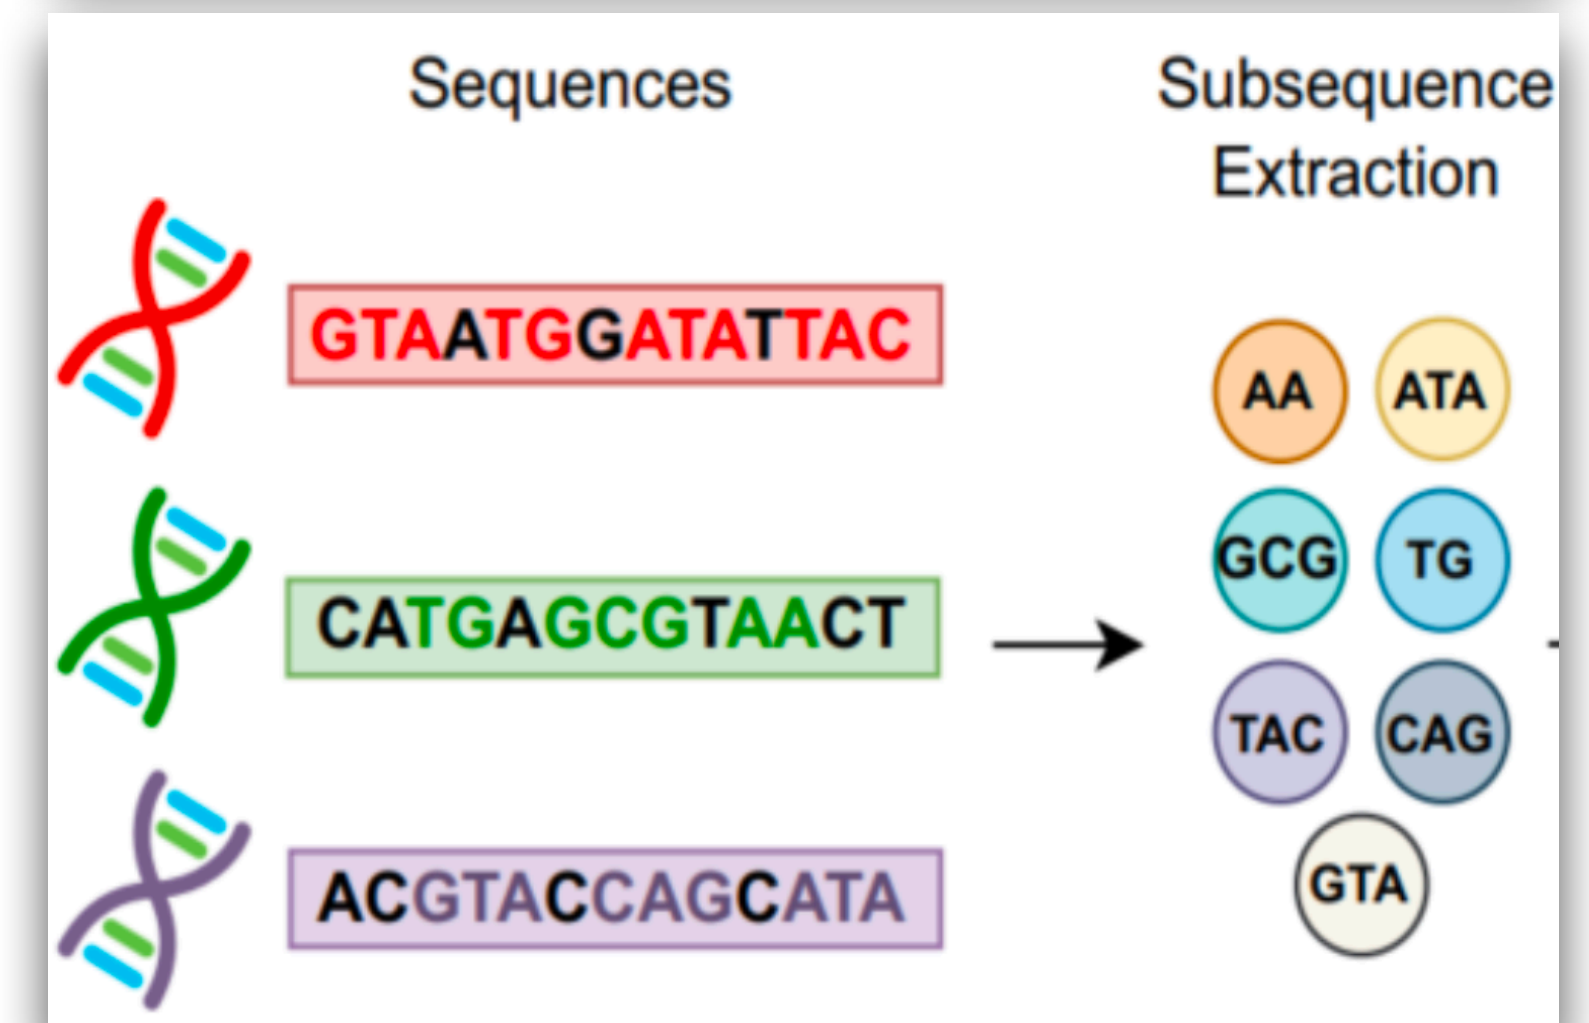 Sequences
Subsequence
Extraction
GTAATGGATATTAC
AA
ATA
CATGAGCGTAACT
GCG
TG
TAC
CAG
ACGTACCAGCATA
GTA